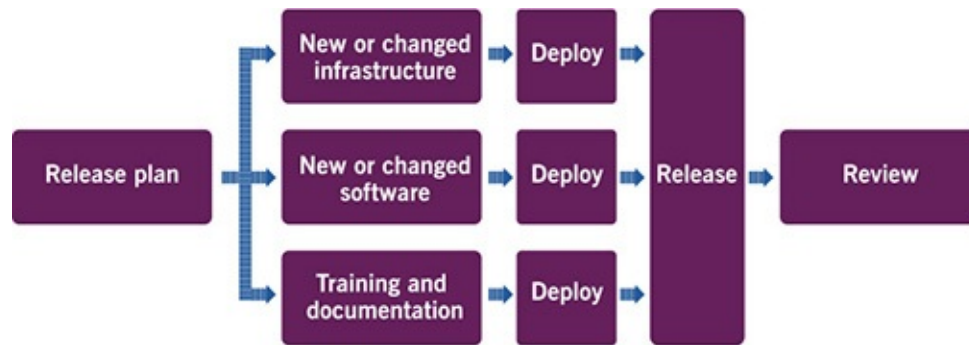 Release plan
New or changed
infrastructure
Deploy
New or changed
software
Deploy
Training and
documentation
Deploy
Release
Review